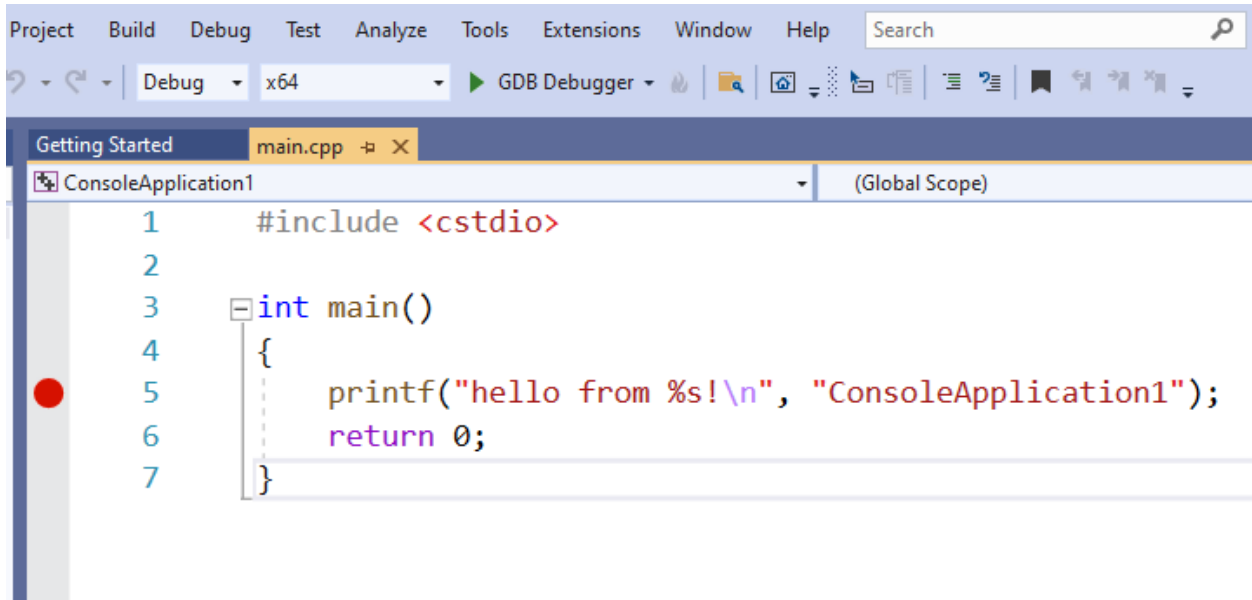 Project Build Debug Test Analyze Tools Extensions Window Help Search
Debug x64 GDB Debugger
Getting Started main.cpp
ConsoleApplication1 (Global Scope)
1 #include <cstdio>
2
3 int main()
4 {
5 printf("hello from %s!\n", "ConsoleApplication1");
6 return 0;
7 }